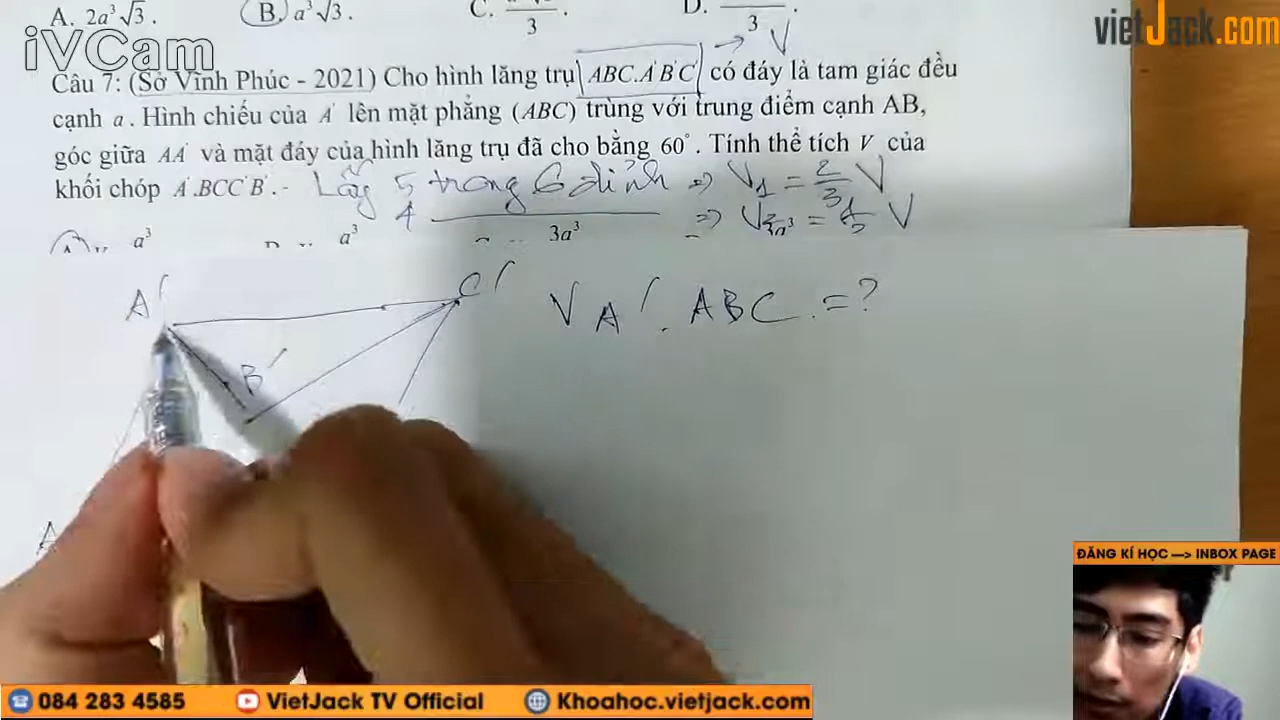 A. 2a³√3. B. a³√3. C. 3. D. 3.
iVCam
vietJack.com
→ V
Câu 7: (Sở Vĩnh Phúc - 2021) Cho hình lăng trụ ABC.A'B'C' có đáy là tam giác đều
cạnh a. Hình chiếu của A' lên mặt phẳng (ABC) trùng với trung điểm cạnh AB,
góc giữa AA' và mặt đáy của hình lăng trụ đã cho bằng 60°. Tính thể tích V của
khối chóp A'.BCC'B'. Lấy 5 trong 6 đỉnh ⇒ V₁ = 2/3 V
4 ⇒ V
a³ a³ 3a³
A' C' V A'. ABC = ?
B'
A
ĐĂNG KÍ HỌC —> INBOX PAGE
084 283 4585 VietJack TV Official Khoahoc.vietjack.com